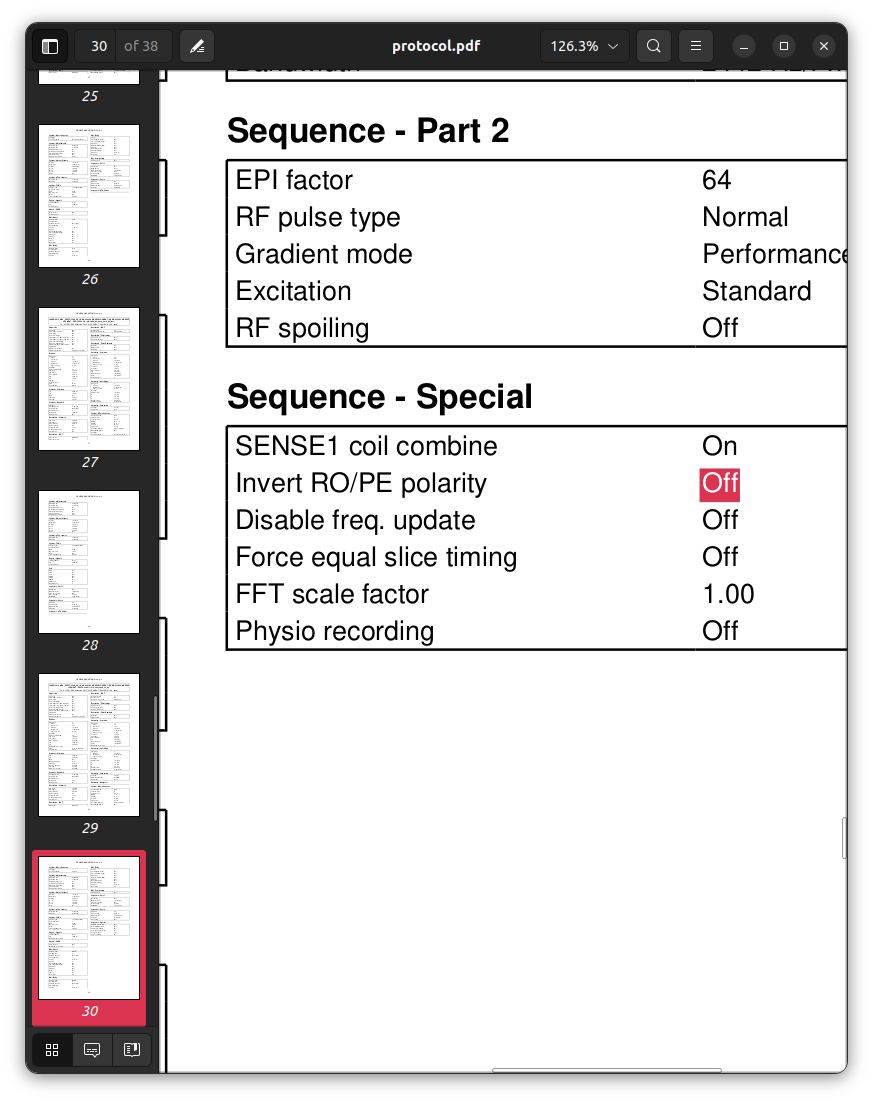 30 of 38
protocol.pdf
126.3%
25
26
27
28
29
30
Sequence - Part 2
EPI factor 64
RF pulse type Normal
Gradient mode Performance
Excitation Standard
RF spoiling Off
Sequence - Special
SENSE1 coil combine On
Invert RO/PE polarity Off
Disable freq. update Off
Force equal slice timing Off
FFT scale factor 1.00
Physio recording Off